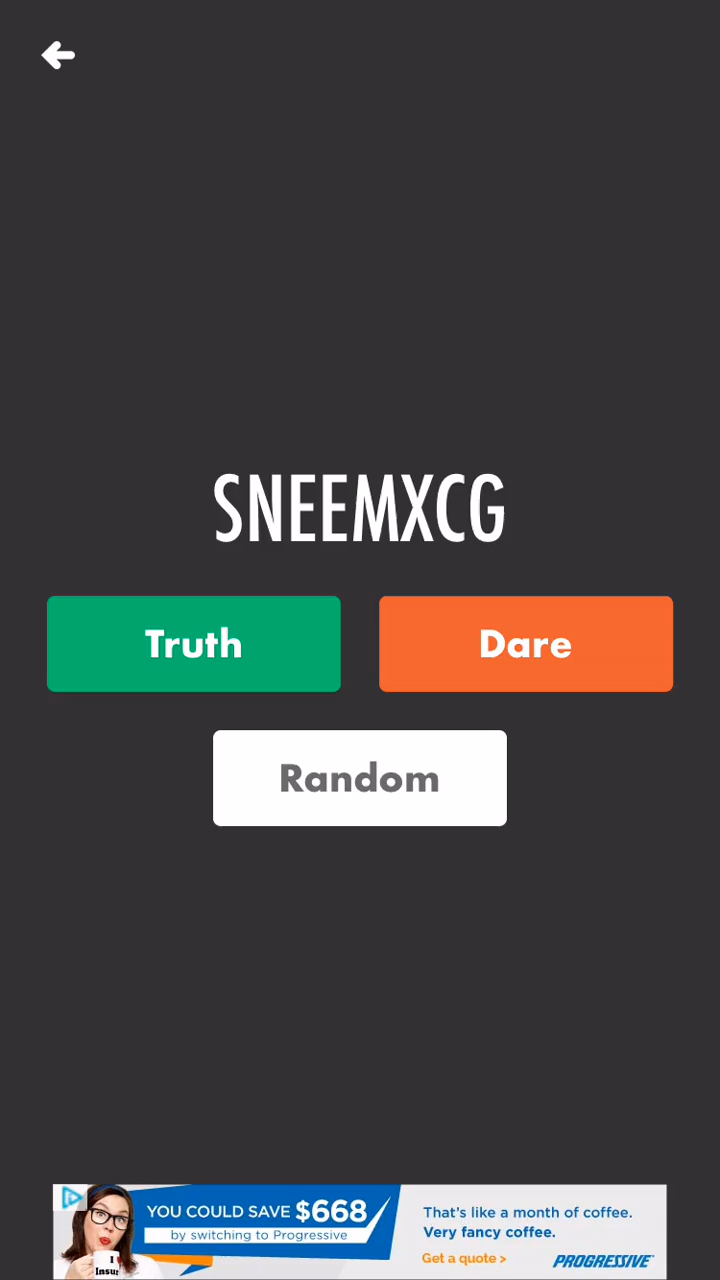 SNEEMXCG
Truth
Dare
Random
YOU COULD SAVE $668
by switching to Progressive
That's like a month of coffee.
Very fancy coffee.
Get a quote >
PROGRESSIVE
I
Insur